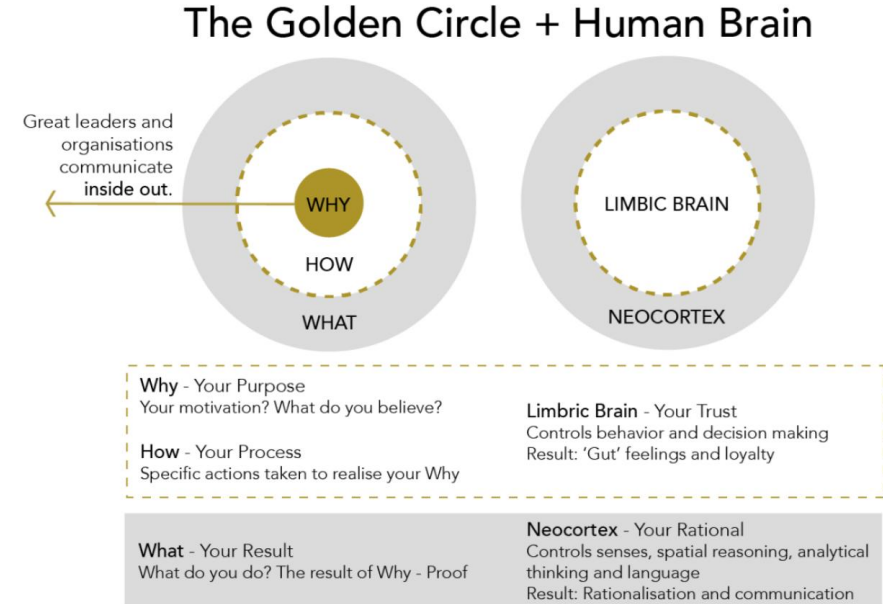 The Golden Circle + Human Brain
Great leaders and
organisations
communicate
inside out.
WHY
HOW
WHAT
LIMBIC BRAIN
NEOCORTEX
Why - Your Purpose
Your motivation? What do you believe?
How - Your Process
Specific actions taken to realise your Why
Limbric Brain - Your Trust
Controls behavior and decision making
Result: ‘Gut’ feelings and loyalty
What - Your Result
What do you do? The result of Why - Proof
Neocortex - Your Rational
Controls senses, spatial reasoning, analytical
thinking and language
Result: Rationalisation and communication